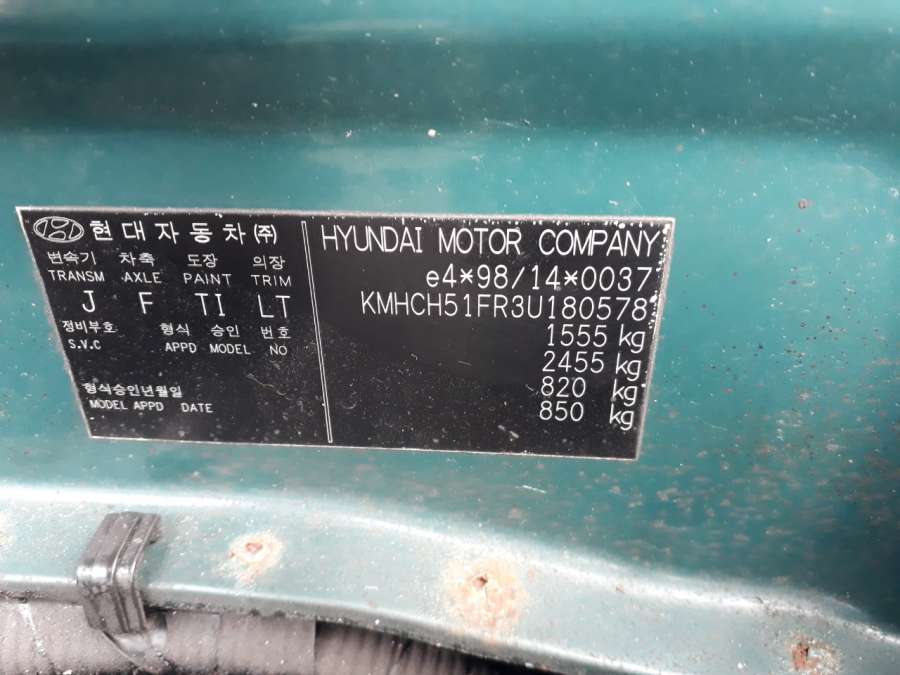 현대자동차㈜
변속기 차축 도장 의장
TRANSM AXLE PAINT TRIM
J F TI LT
정비부호 형식 승인 번호
S.V.C APPD MODEL NO
형식승인년월일
MODEL APPD DATE
HYUNDAI MOTOR COMPANY
e4*98/14*0037
KMHCH51FR3U180578
1555 kg
2455 kg
820 kg
850 kg